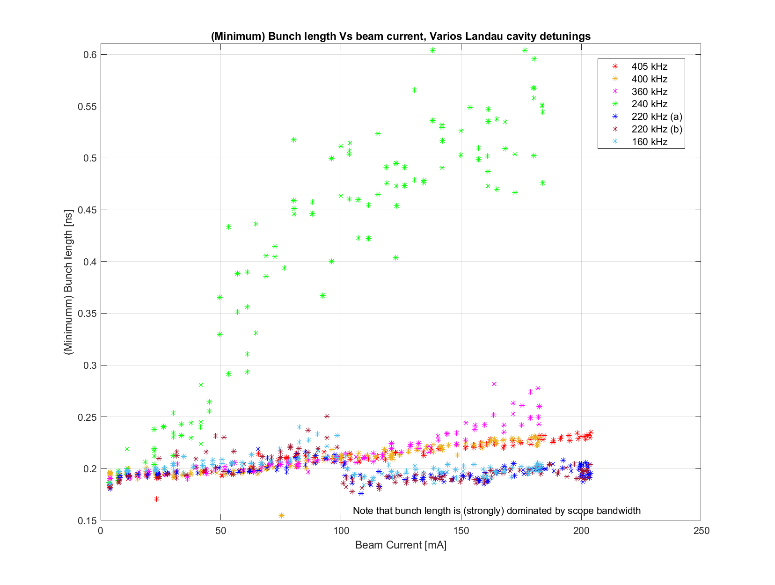 (Minimum) Bunch length Vs beam current, Varios Landau cavity detunings
0.6
0.55
0.5
0.45
0.4
0.35
0.3
0.25
0.2
0.15
(Minimumm) Bunch length [ns]
405 kHz
400 kHz
360 kHz
240 kHz
220 kHz (a)
220 kHz (b)
160 kHz
Note that bunch length is (strongly) dominated by scope bandwidth
0 50 100 150 200 250
Beam Current [mA]